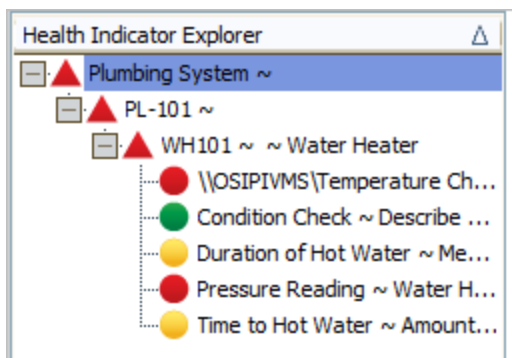 Health Indicator Explorer
Plumbing System ~
PL-101 ~
WH101 ~ ~ Water Heater
\\OSIPIVMS\Temperature Ch...
Condition Check ~ Describe ...
Duration of Hot Water ~ Me...
Pressure Reading ~ Water H...
Time to Hot Water ~ Amount...